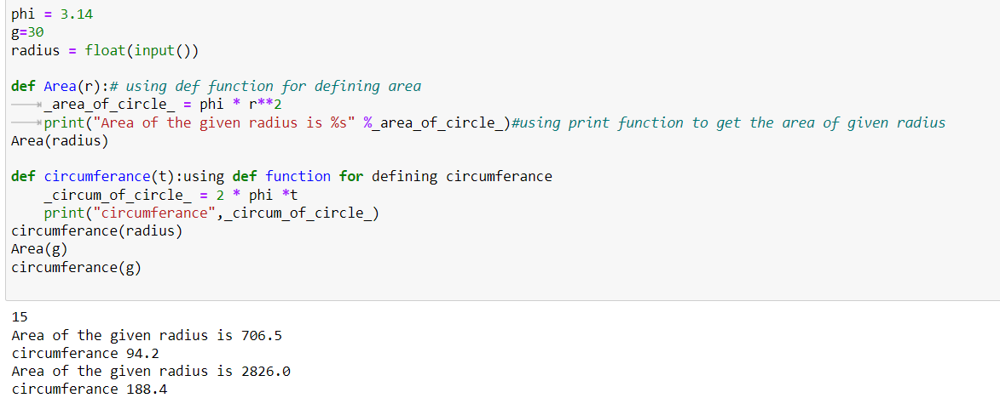 phi = 3.14
g=30
radius = float(input())
def Area(r):# using def function for defining area
_area_of_circle_ = phi * r**2
print("Area of the given radius is %s" %_area_of_circle_)#using print function to get the area of given radius
Area(radius)
def circumferance(t):using def function for defining circumferance
_circum_of_circle_ = 2 * phi *t
print("circumferance",_circum_of_circle_)
circumferance(radius)
Area(g)
circumferance(g)
15
Area of the given radius is 706.5
circumferance 94.2
Area of the given radius is 2826.0
circumferance 188.4